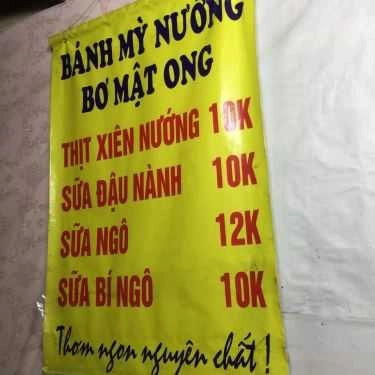 BÁNH MỲ NƯỚNG
BƠ MẬT ONG
THỊT XIÊN NƯỚNG 10K
SỮA ĐẬU NÀNH 10K
SỮA NGÔ 12K
SỮA BÍ NGÔ 10K
Thơm ngon nguyên chất!